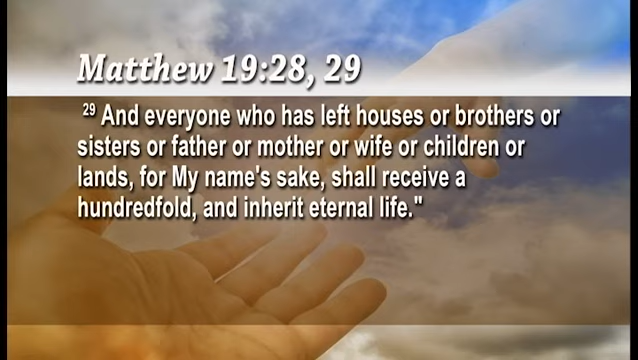 Matthew 19:28, 29
29 And everyone who has left houses or brothers or
sisters or father or mother or wife or children or
lands, for My name's sake, shall receive a
hundredfold, and inherit eternal life."